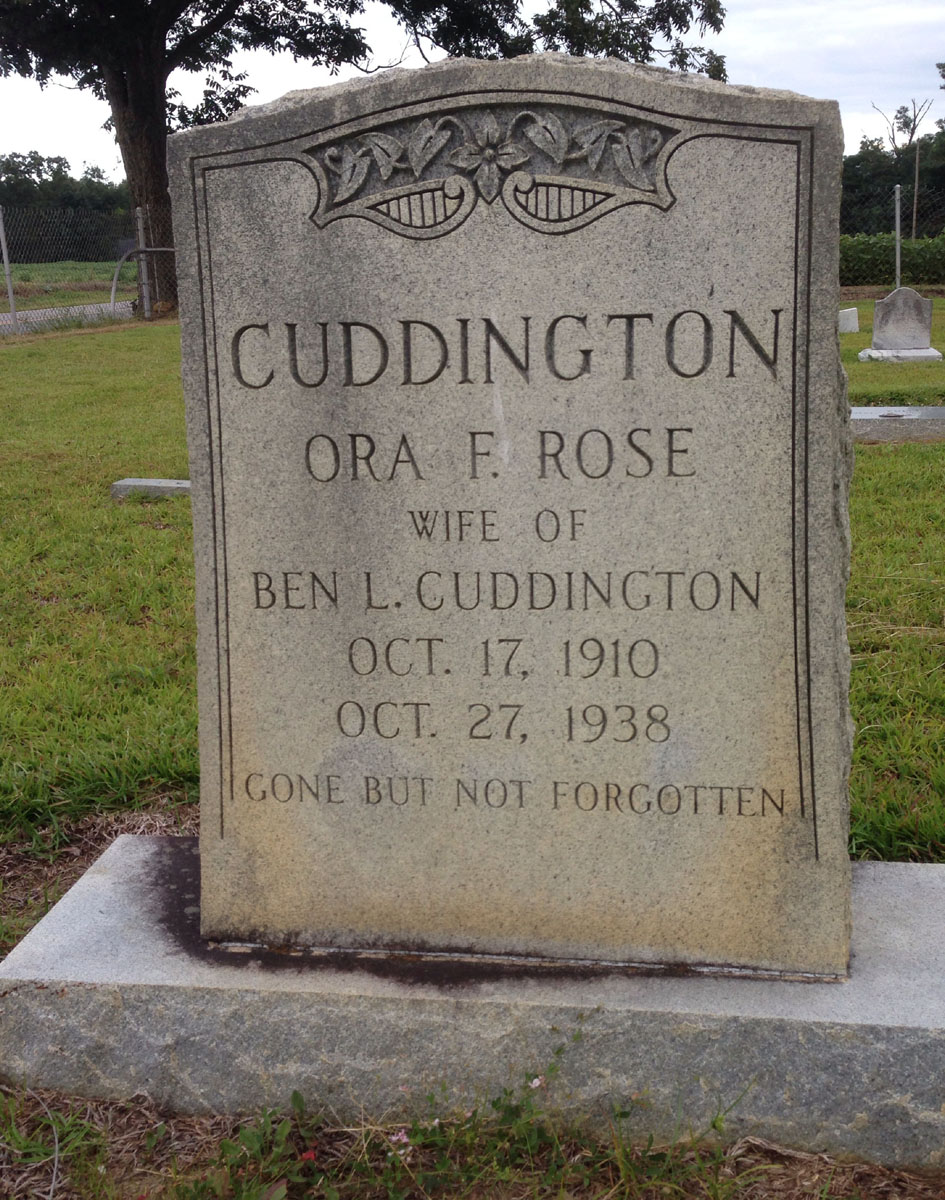 CUDDINGTON
ORA F. ROSE
WIFE OF
BEN L. CUDDINGTON
OCT. 17, 1910
OCT. 27, 1938
GONE BUT NOT FORGOTTEN